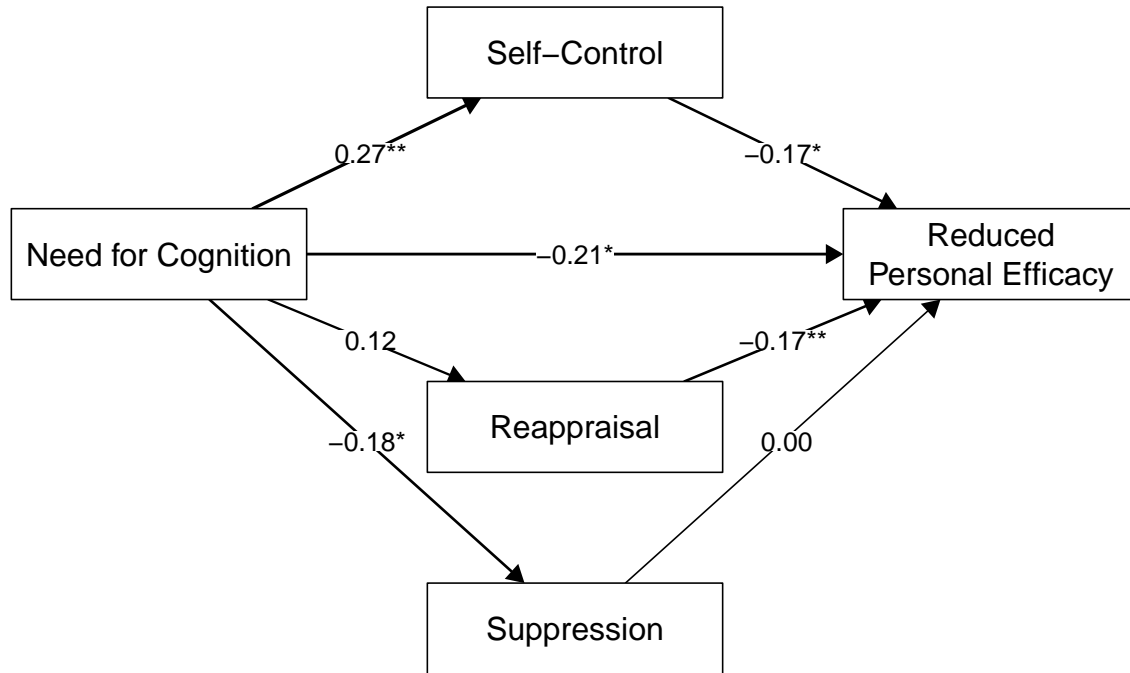 Self−Control
0.27**
−0.17*
Need for Cognition
−0.21*
Reduced
Personal Efficacy
0.12
−0.17**
Reappraisal
−0.18*
0.00
Suppression